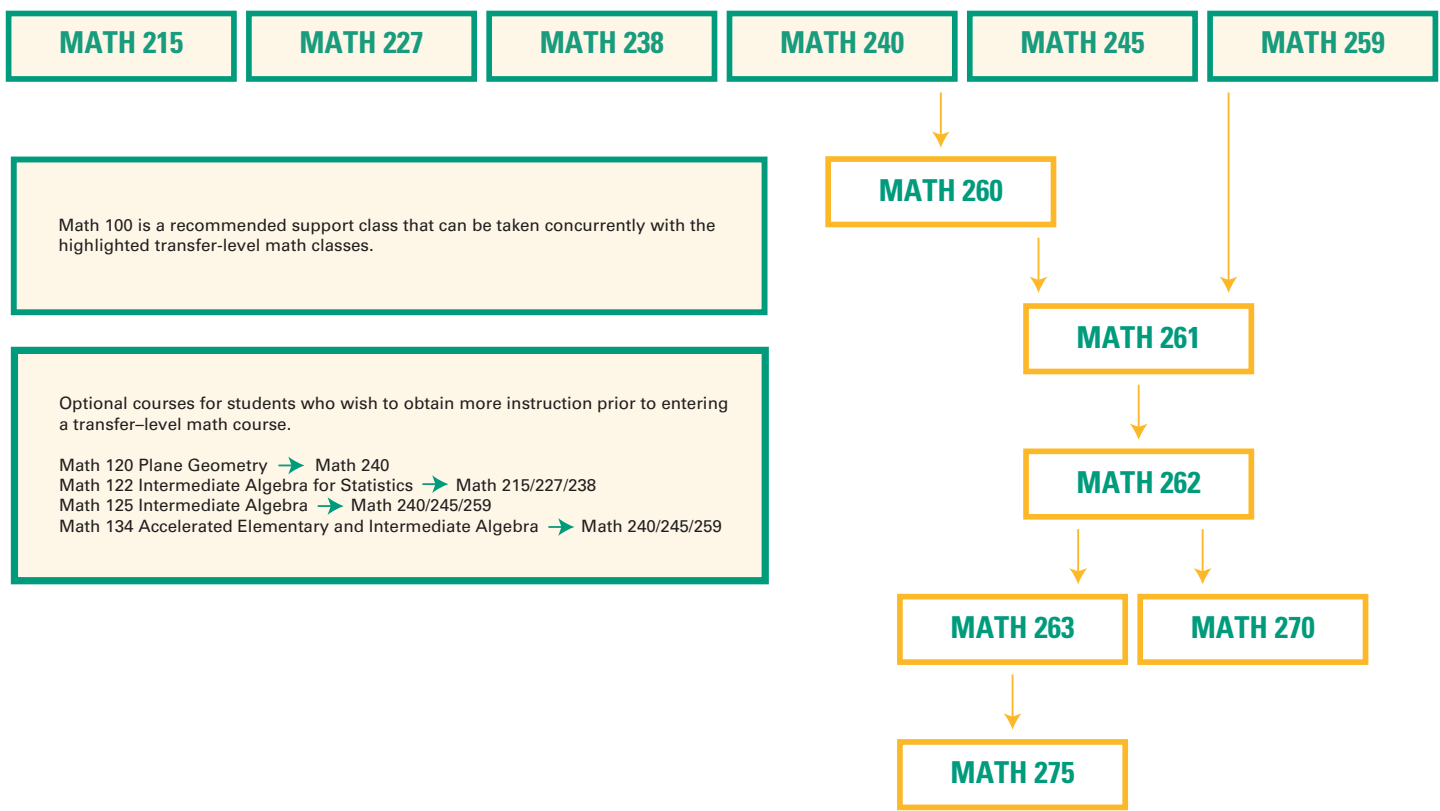 MATH 215
MATH 227
MATH 238
MATH 240
MATH 245
MATH 259
MATH 260
Math 100 is a recommended support class that can be taken concurrently with the
highlighted transfer-level math classes.
MATH 261
Optional courses for students who wish to obtain more instruction prior to entering
a transfer–level math course.
Math 120 Plane Geometry → Math 240
Math 122 Intermediate Algebra for Statistics → Math 215/227/238
Math 125 Intermediate Algebra → Math 240/245/259
Math 134 Accelerated Elementary and Intermediate Algebra → Math 240/245/259
MATH 262
MATH 263
MATH 270
MATH 275